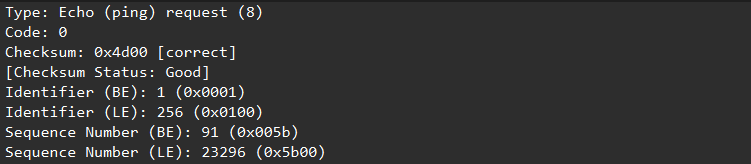 Type: Echo (ping) request (8)
Code: 0
Checksum: 0x4d00 [correct]
[Checksum Status: Good]
Identifier (BE): 1 (0x0001)
Identifier (LE): 256 (0x0100)
Sequence Number (BE): 91 (0x005b)
Sequence Number (LE): 23296 (0x5b00)